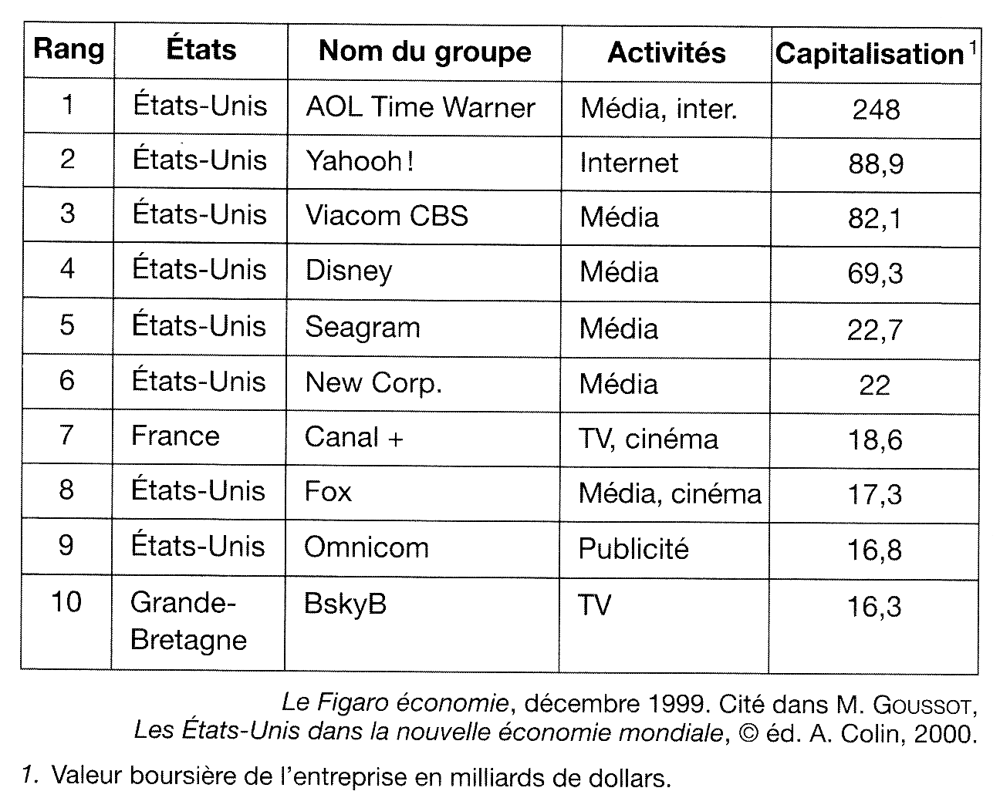 Rang États Nom du groupe Activités Capitalisation 1
1 États-Unis AOL Time Warner Média, inter. 248
2 États-Unis Yahooh ! Internet 88,9
3 États-Unis Viacom CBS Média 82,1
4 États-Unis Disney Média 69,3
5 États-Unis Seagram Média 22,7
6 États-Unis New Corp. Média 22
7 France Canal + TV, cinéma 18,6
8 États-Unis Fox Média, cinéma 17,3
9 États-Unis Omnicom Publicité 16,8
10 Grande- BskyB TV 16,3
Bretagne
Le Figaro économie, décembre 1999. Cité dans M. GOUSSOT,
Les États-Unis dans la nouvelle économie mondiale, © éd. A. Colin, 2000.
1. Valeur boursière de l'entreprise en milliards de dollars.